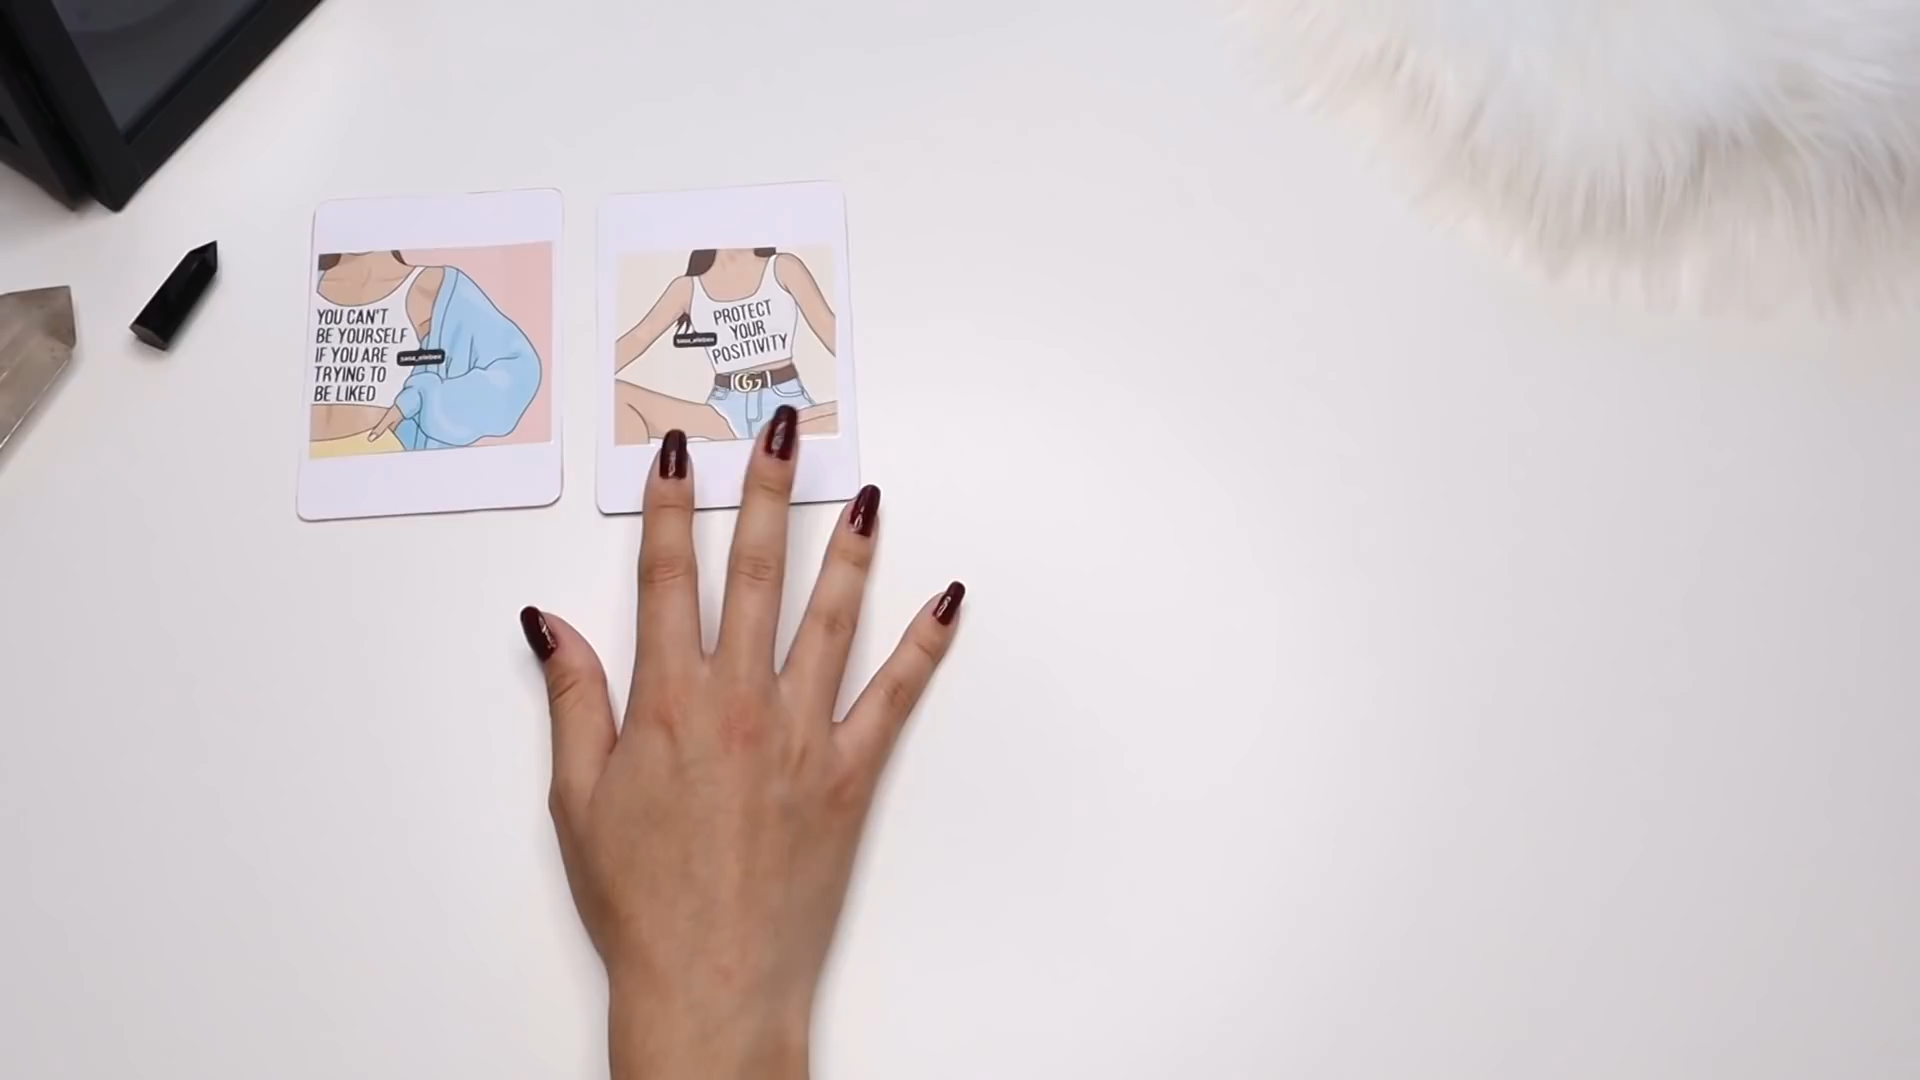 YOU CAN'T
BE YOURSELF
IF YOU ARE
TRYING TO
BE LIKED
PROTECT
YOUR
POSITIVITY